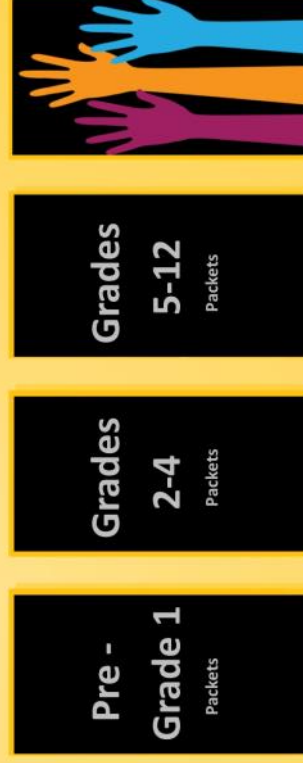 Pre -
Grade 1
Packets
Grades
2-4
Packets
Grades
5-12
Packets